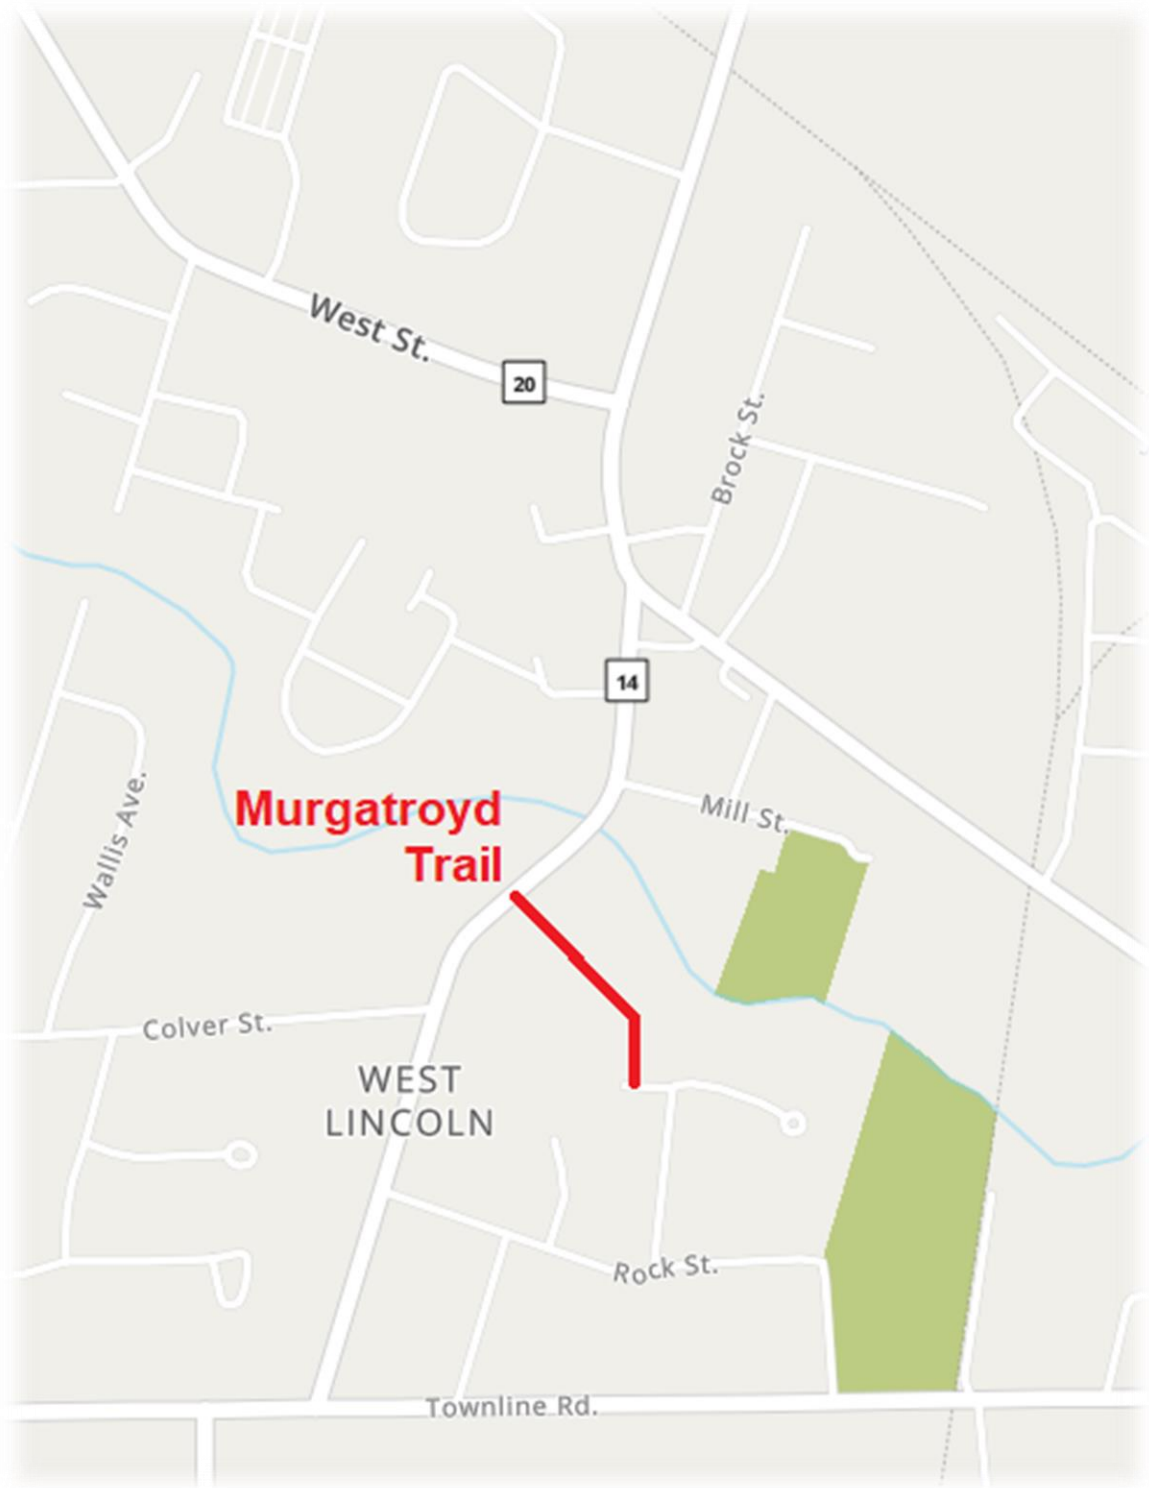 West St.
20
Brock St.
14
Murgatroyd
Trail
Mill St.
Wallis Ave.
Colver St.
WEST
LINCOLN
Rock St.
Townline Rd.